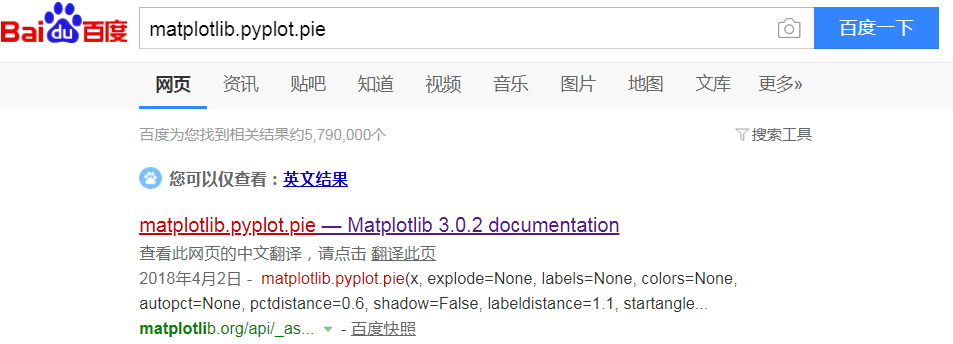 Bai du 百度 matplotlib.pyplot.pie 百度一下
网页 资讯 贴吧 知道 视频 音乐 图片 地图 文库 更多»
百度为您找到相关结果约5,790,000个 搜索工具
您可以仅查看：英文结果
matplotlib.pyplot.pie — Matplotlib 3.0.2 documentation
查看此网页的中文翻译，请点击 翻译此页
2018年4月2日 - matplotlib.pyplot.pie(x, explode=None, labels=None, colors=None,
autopct=None, pctdistance=0.6, shadow=False, labeldistance=1.1, startangle...
matplotlib.org/api/_as... - 百度快照